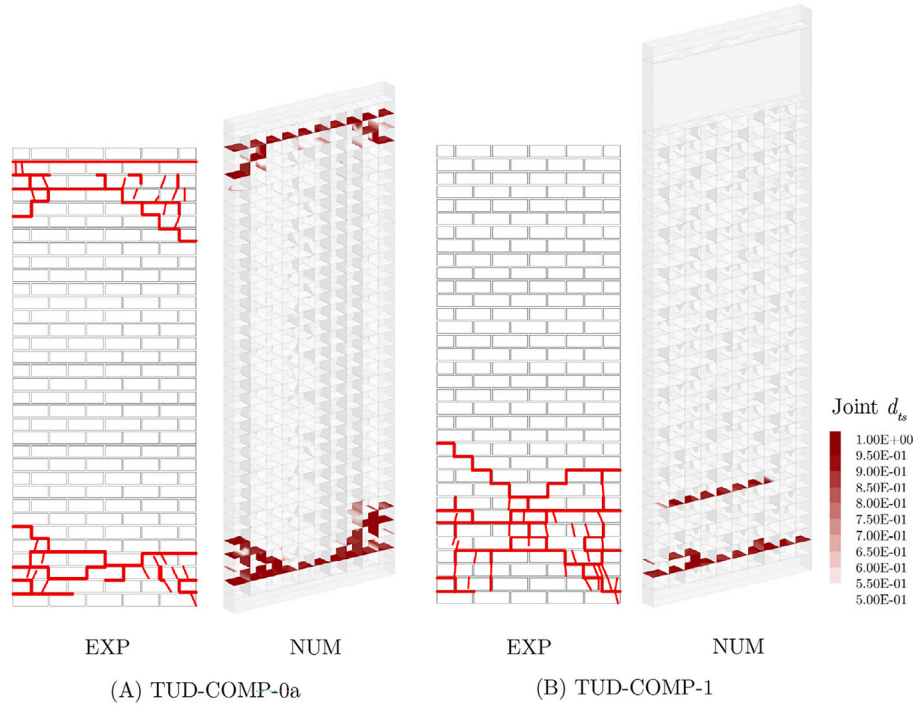 Joint d_ts
1.00E+00
9.50E-01
9.00E-01
8.50E-01
8.00E-01
7.50E-01
7.00E-01
6.50E-01
6.00E-01
5.50E-01
5.00E-01
EXP NUM EXP NUM
(A) TUD-COMP-0a (B) TUD-COMP-1